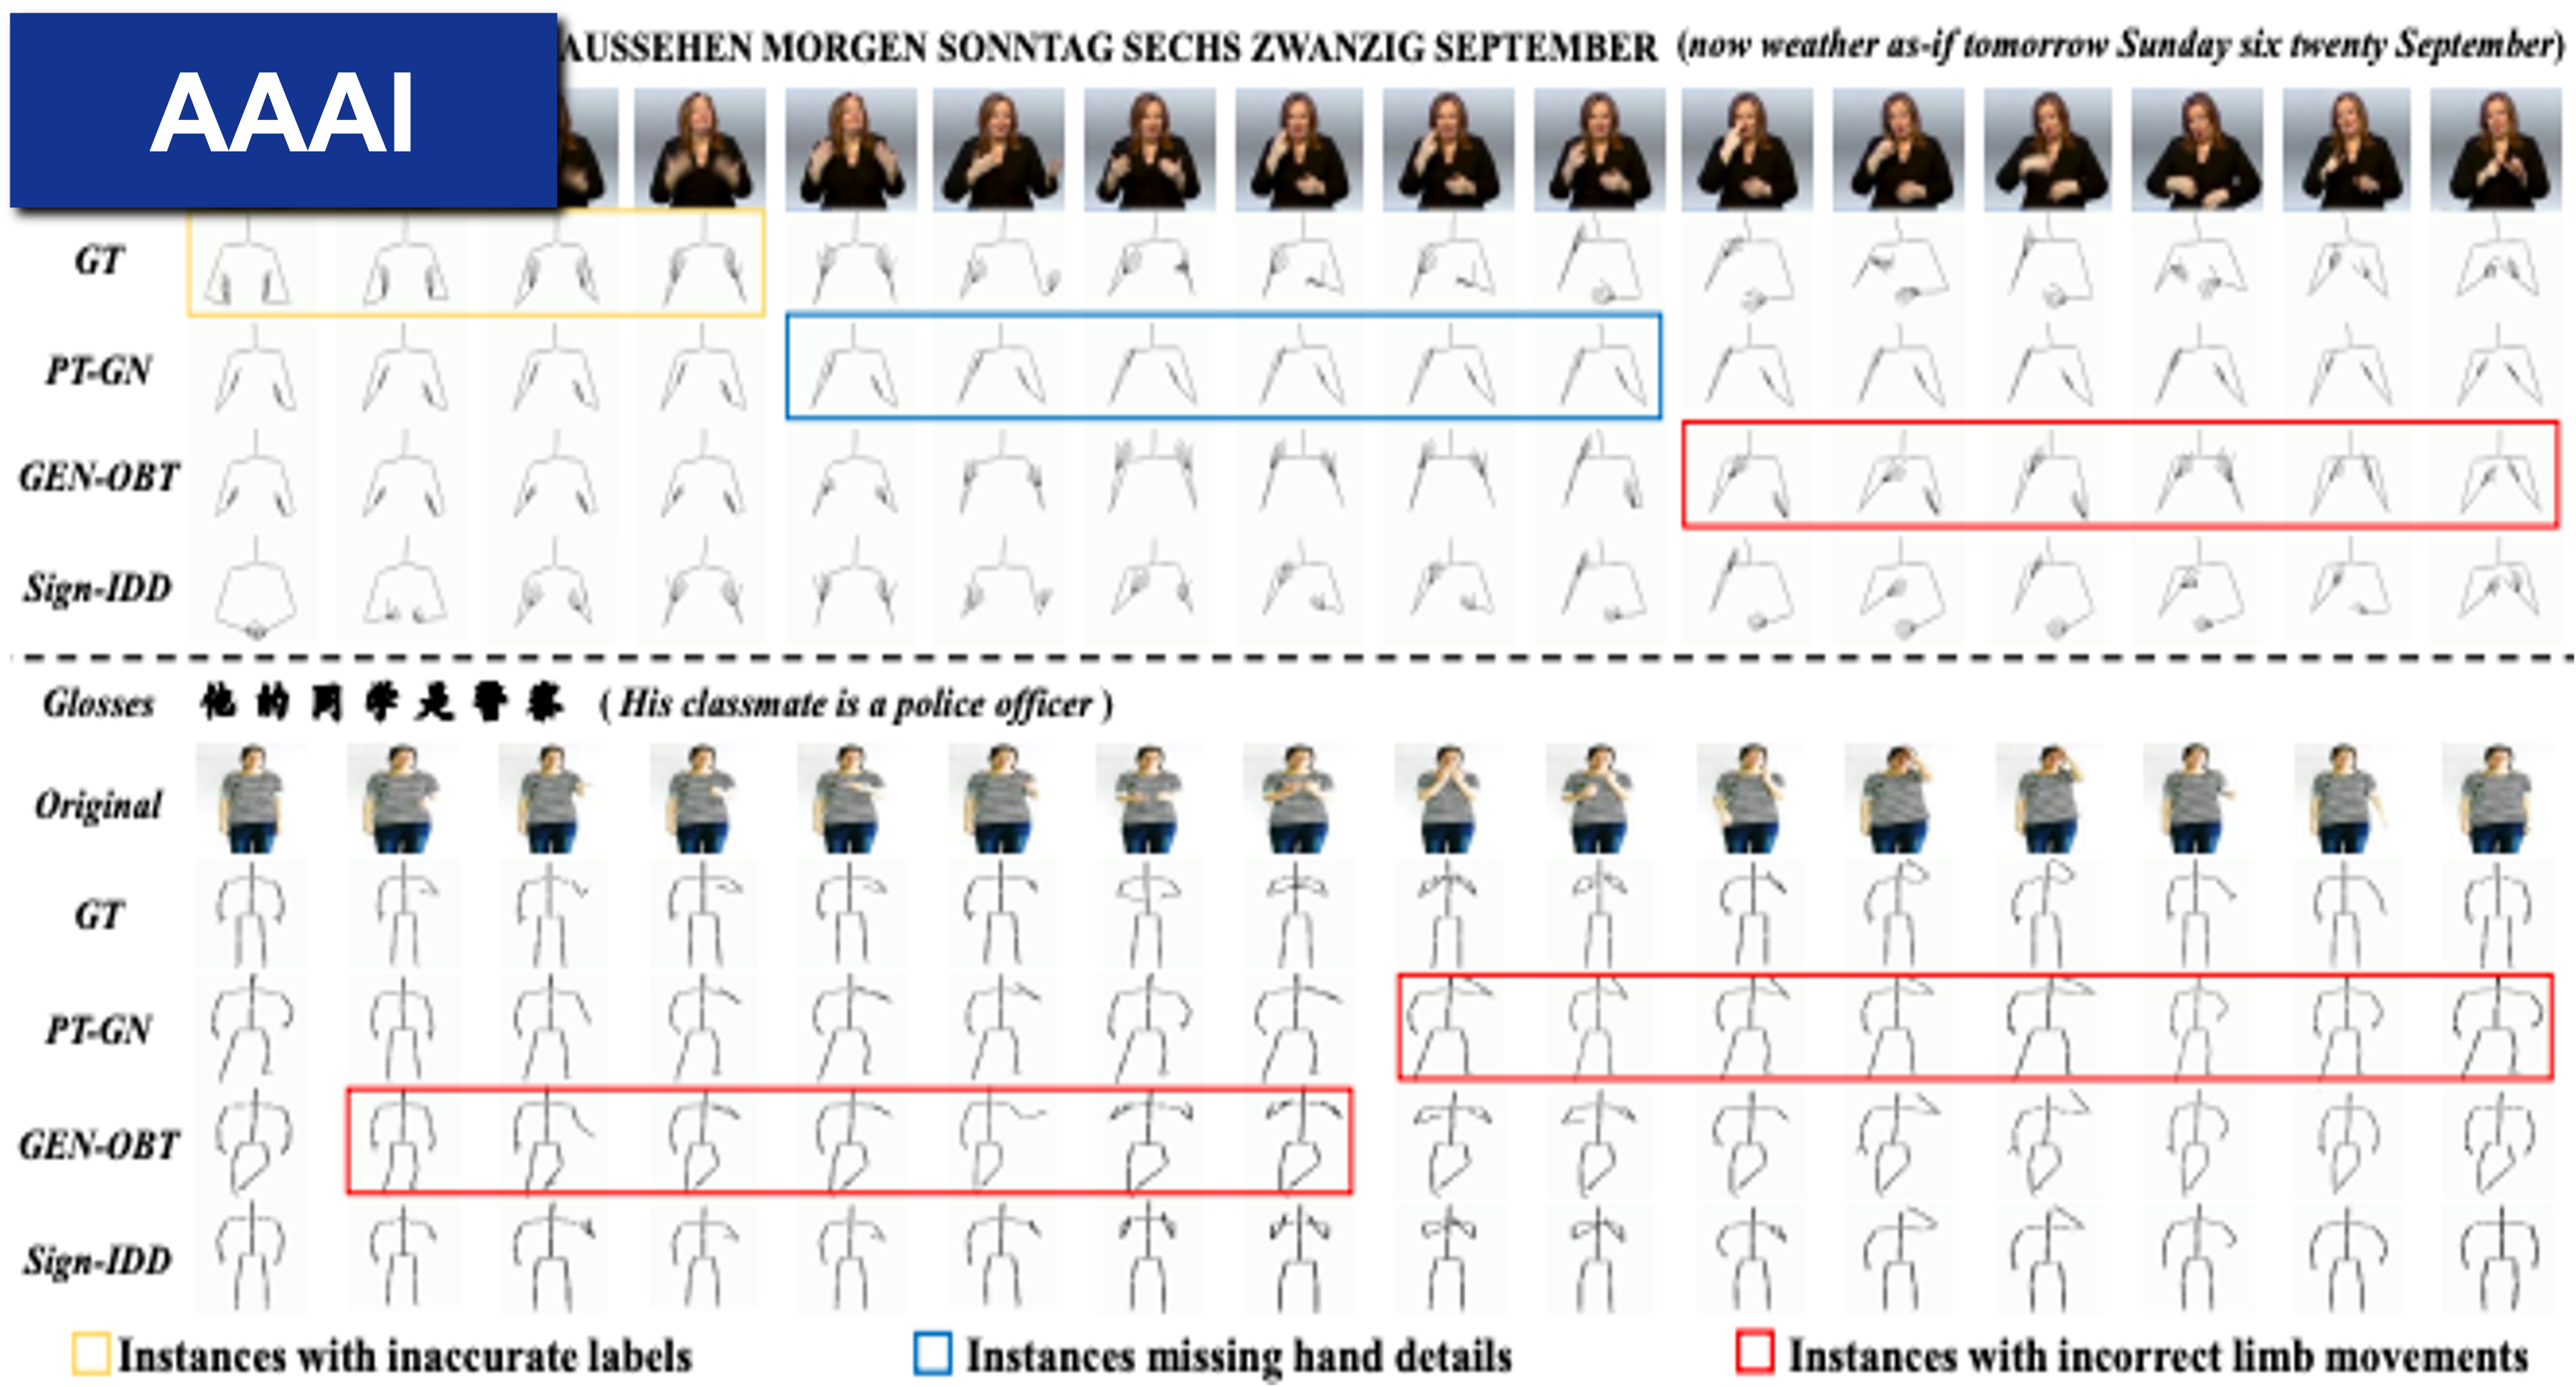 AAAI
AUSSEHEN MORGEN SONNTAG SECHS ZWANZIG SEPTEMBER (now weather as-if tomorrow Sunday six twenty September)
GT
PT-GN
GEN-OBT
Sign-IDD
Glosses 他 的 同 学 是 警 察 ( His classmate is a police officer )
Original
GT
PT-GN
GEN-OBT
Sign-IDD
Instances with inaccurate labels Instances missing hand details Instances with incorrect limb movements